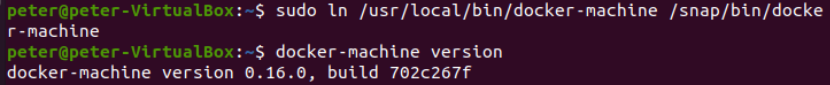 peter@peter-VirtualBox:~$ sudo ln /usr/local/bin/docker-machine /snap/bin/docke
r-machine
peter@peter-VirtualBox:~$ docker-machine version
docker-machine version 0.16.0, build 702c267f